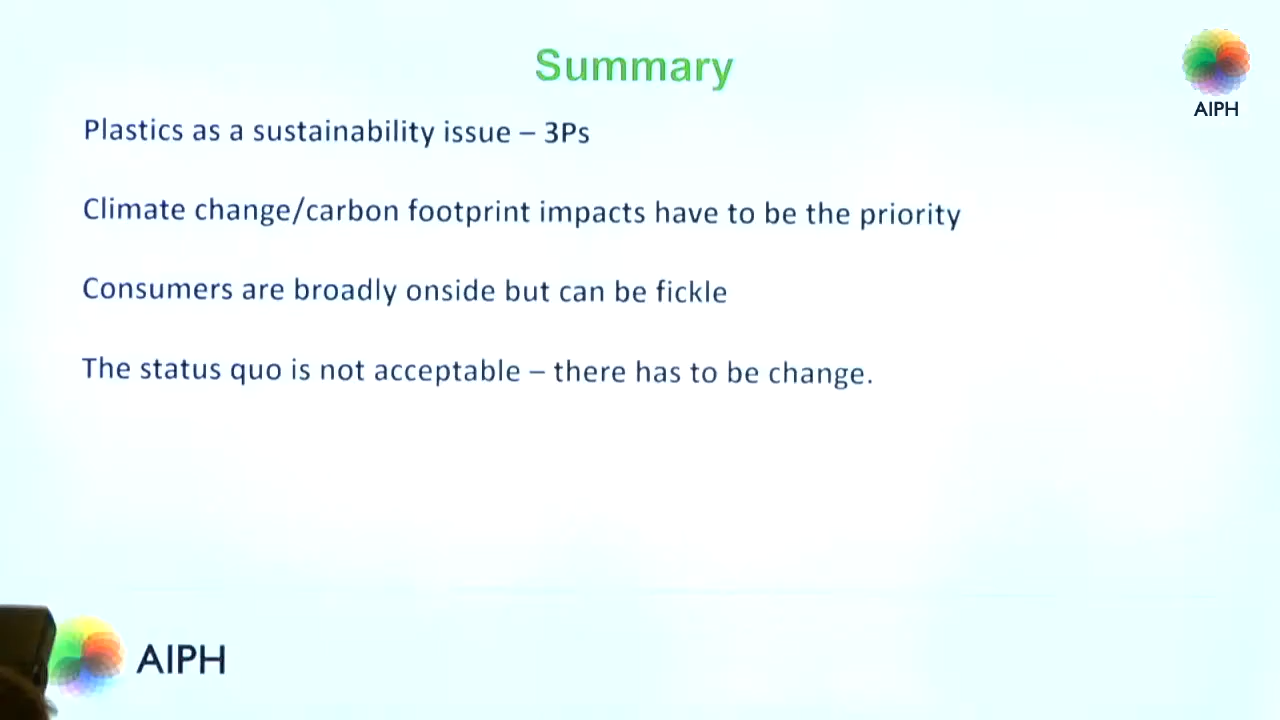 Summary
AIPH
Plastics as a sustainability issue – 3Ps
Climate change/carbon footprint impacts have to be the priority
Consumers are broadly onside but can be fickle
The status quo is not acceptable – there has to be change.
AIPH